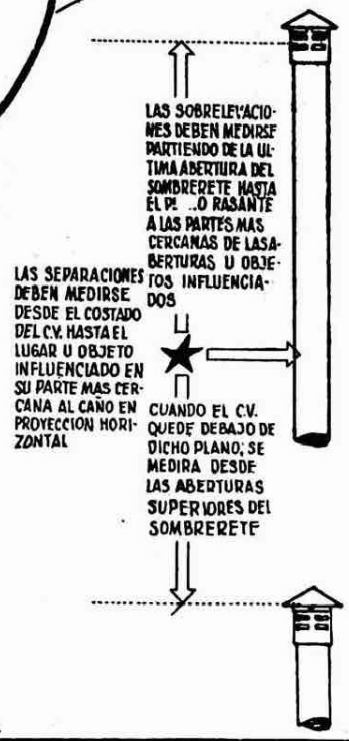 LAS SOBRELEVACIO-
NES DEBEN MEDIRSE
PARTIENDO DE LA UL-
TIMA ABERTURA DEL
SOMBRERETE HASTA
EL O RASANTE
A LAS PARTES MAS
CERCANAS DE LAS A-
BERTURAS U OBJE-
TOS INFLUENCIA-
DOS
LAS SEPARACIONES
DEBEN MEDIRSE
DESDE EL COSTADO
DEL C.V. HASTA EL
LUGAR U OBJETO
INFLUENCIADO EN
SU PARTE MAS CER-
CANA AL CAÑO EN
PROYECCION HORI-
ZONTAL
CUANDO EL C.V.
QUEDE DEBAJO DE
DICHO PLANO; SE
MEDIRA DESDE
LAS ABERTURAS
SUPERIORES DEL
SOMBRERETE